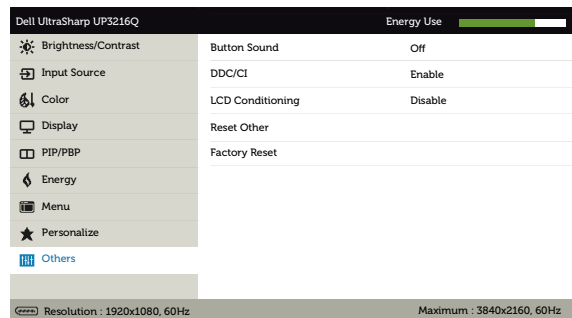 Dell UltraSharp UP3216Q Energy Use
Brightness/Contrast Button Sound Off
Input Source DDC/CI Enable
Color LCD Conditioning Disable
Display Reset Other
PIP/PBP Factory Reset
Energy
Menu
Personalize
Others
Resolution : 1920x1080, 60Hz Maximum : 3840x2160, 60Hz